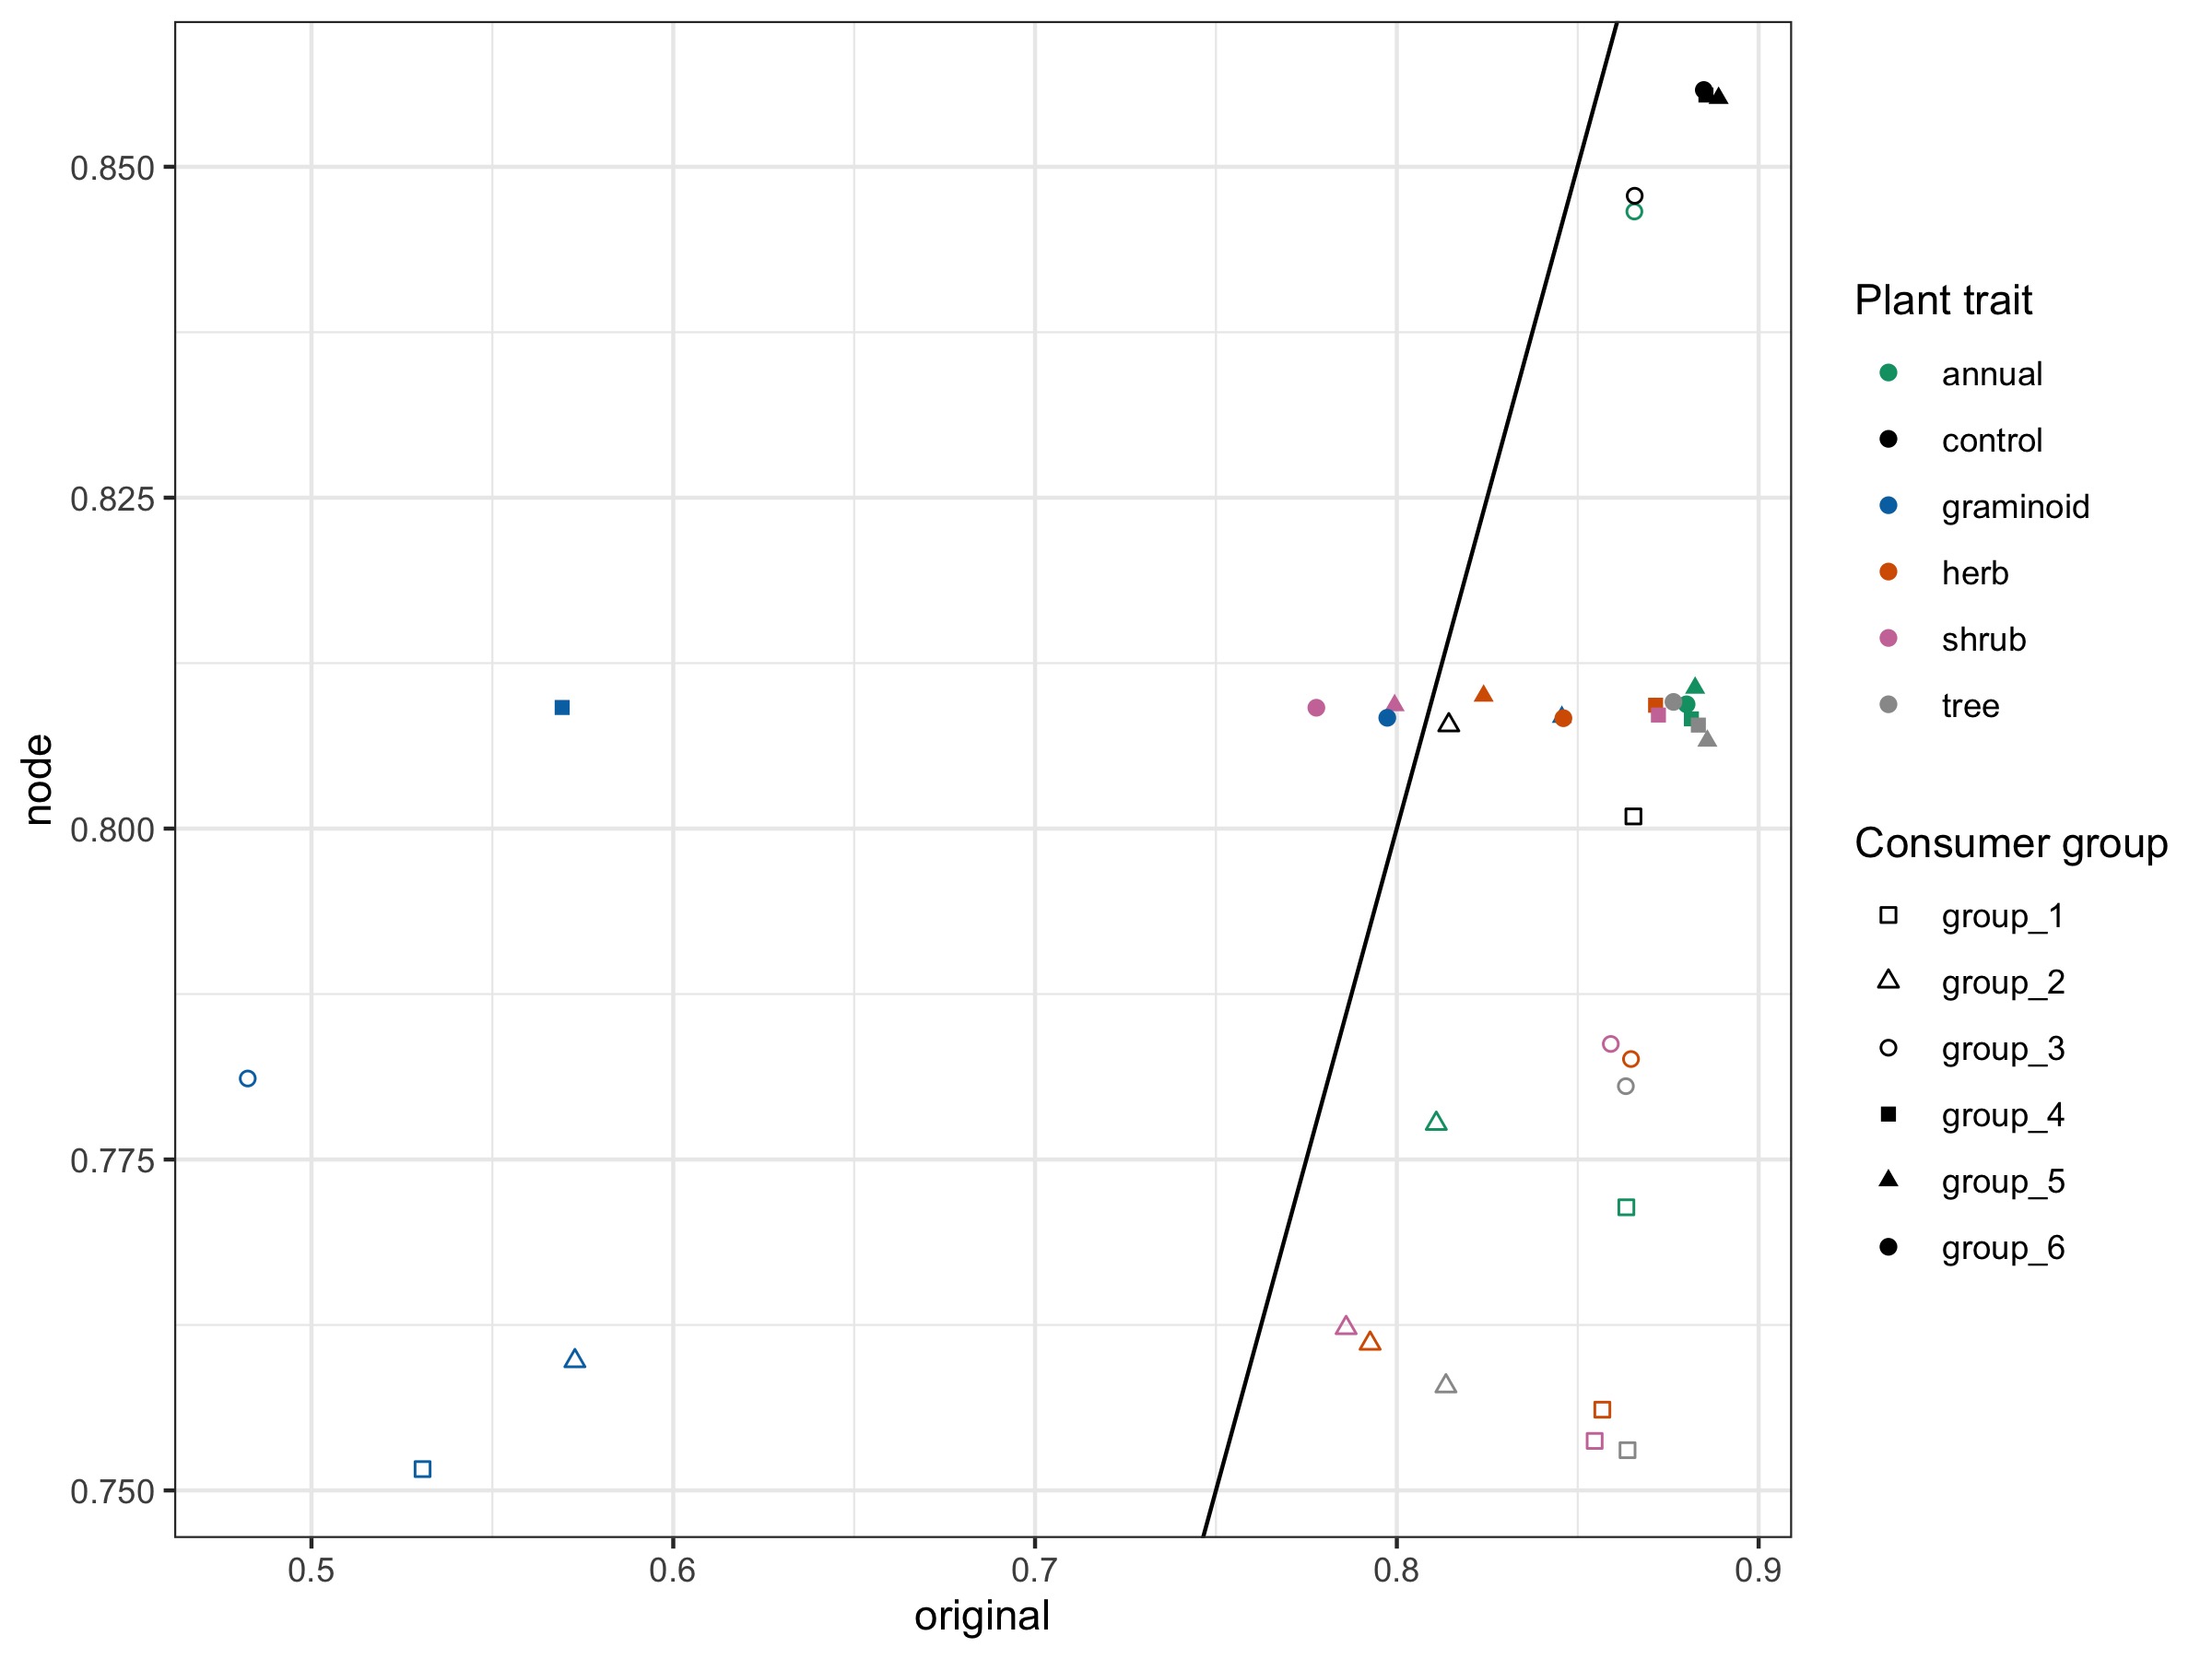 node
0.850
0.825
0.800
0.775
0.750
0.5 0.6 0.7 0.8 0.9
original
Plant trait
annual
control
graminoid
herb
shrub
tree
Consumer group
group_1
group_2
group_3
group_4
group_5
group_6